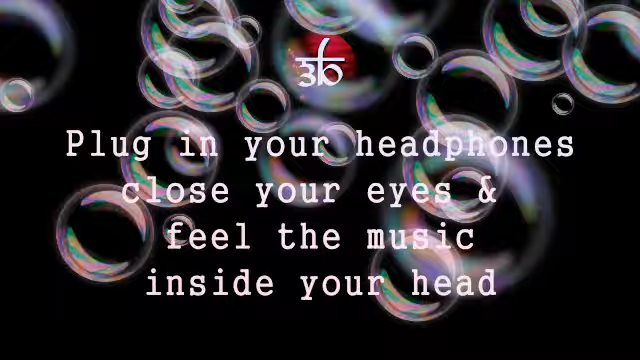 Plug in your headphones
close your eyes &
feel the music
inside your head